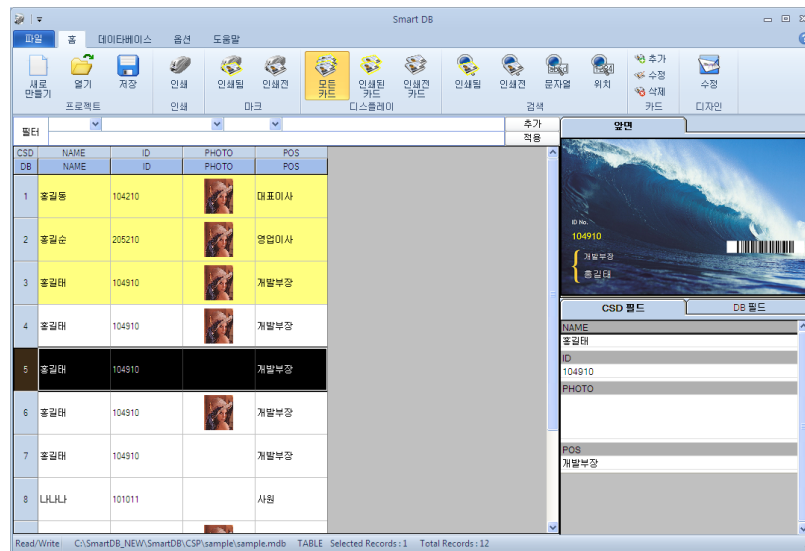 Smart DB
파일 홈 데이타베이스 옵션 도움말
새로 만들기 열기 저장 인쇄 인쇄됨 인쇄전 모든 카드 인쇄된 카드 인쇄전 카드 인쇄됨 인쇄전 문자열 위치 추가 수정 삭제 수정
프로젝트 인쇄 마크 디스플레이 검색 카드 디자인
필터 추가
적용
앞면
CSD NAME ID PHOTO POS
DB NAME ID PHOTO POS
1 홍길동 104210 대표이사
2 홍길순 205210 영업이사
3 홍길태 104910 개발부장
4 홍길태 104910 개발부장
5 홍길태 104910 개발부장
6 홍길태 104910 개발부장
7 홍길태 104910 개발부장
8 나나나 101011 사원
ID No.
104910
개발부장
홍길태
CSD 필드 DB 필드
NAME
홍길태
ID
104910
PHOTO
POS
개발부장
Read/Write C:\SmartDB_NEW\SmartDB\CSP\sample\sample.mdb TABLE Selected Records : 1 Total Records : 12